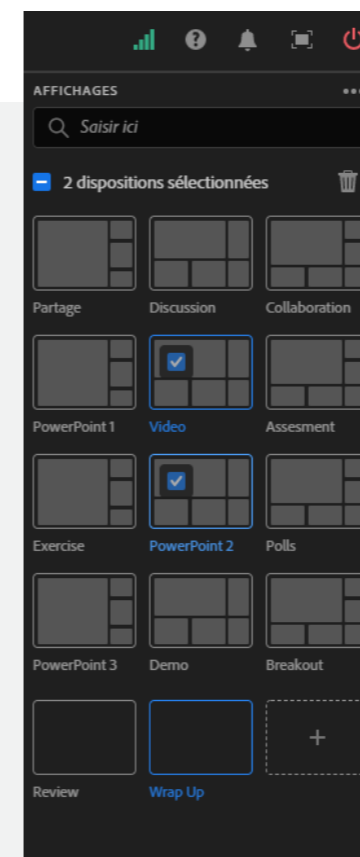 AFFICHAGES
Saisir ici
2 dispositions sélectionnées
Partage
Discussion
Collaboration
PowerPoint 1
Video
Assesment
Exercise
PowerPoint 2
Polls
PowerPoint 3
Demo
Breakout
Review
Wrap Up